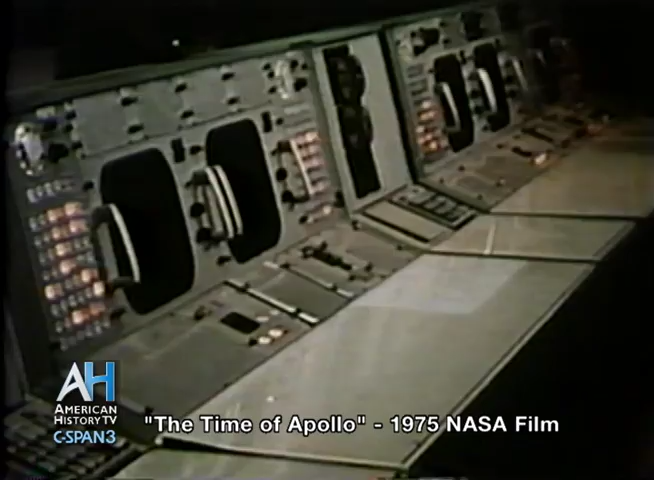 AH
AMERICAN
HISTORY TV
C-SPAN3
"The Time of Apollo" - 1975 NASA Film